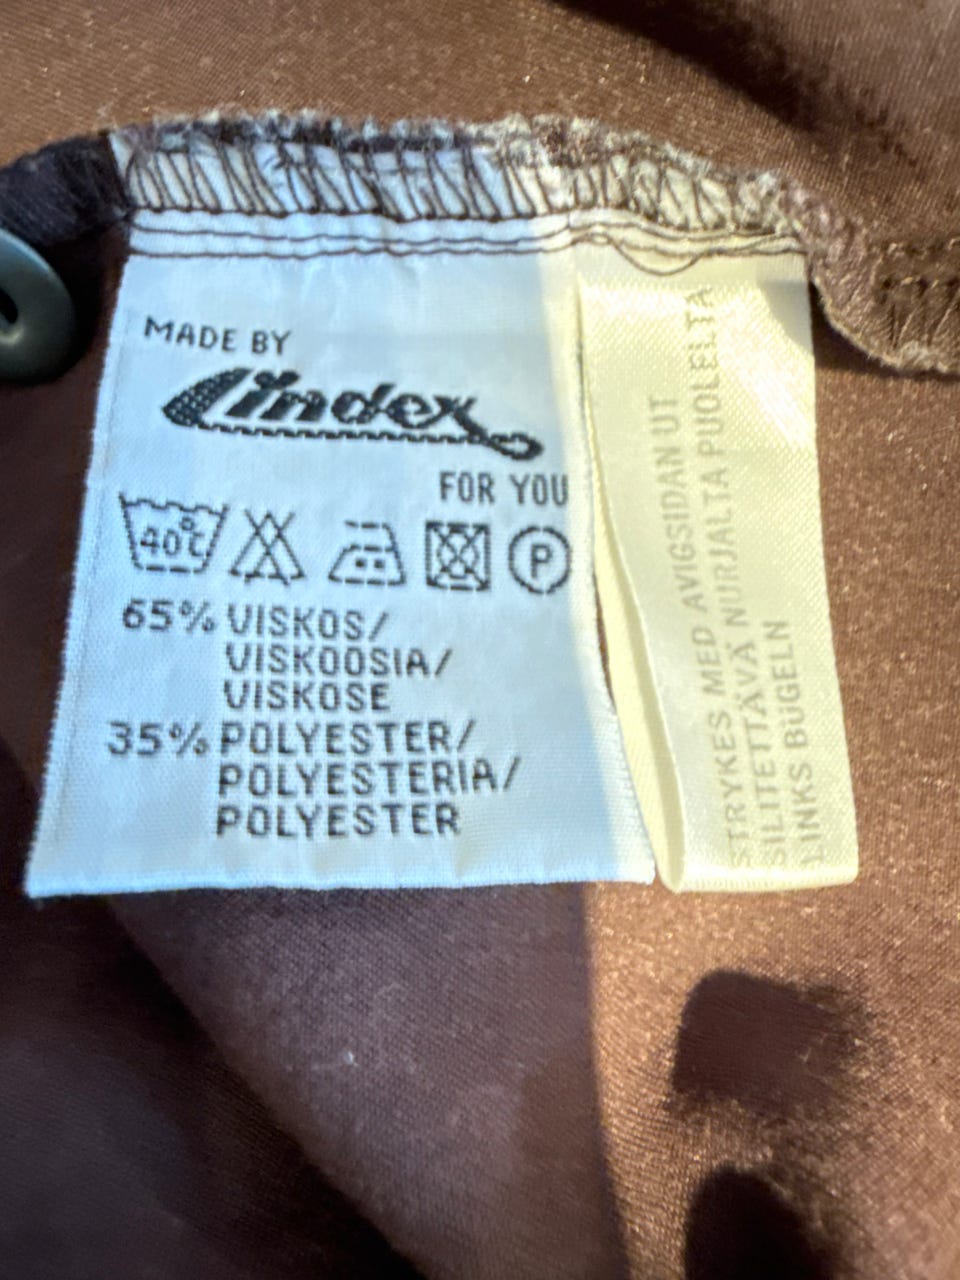 MADE BY
Lindex
FOR YOU
40°C P
65% VISKOS/
VISKOOSIA/
VISKOSE
35% POLYESTER/
POLYESTERIA/
POLYESTER
STRYKES MED AVIGSIDAN UT
SILITETTÄVÄ NURJALTA PUOLELTA
LINKS BÜGELN